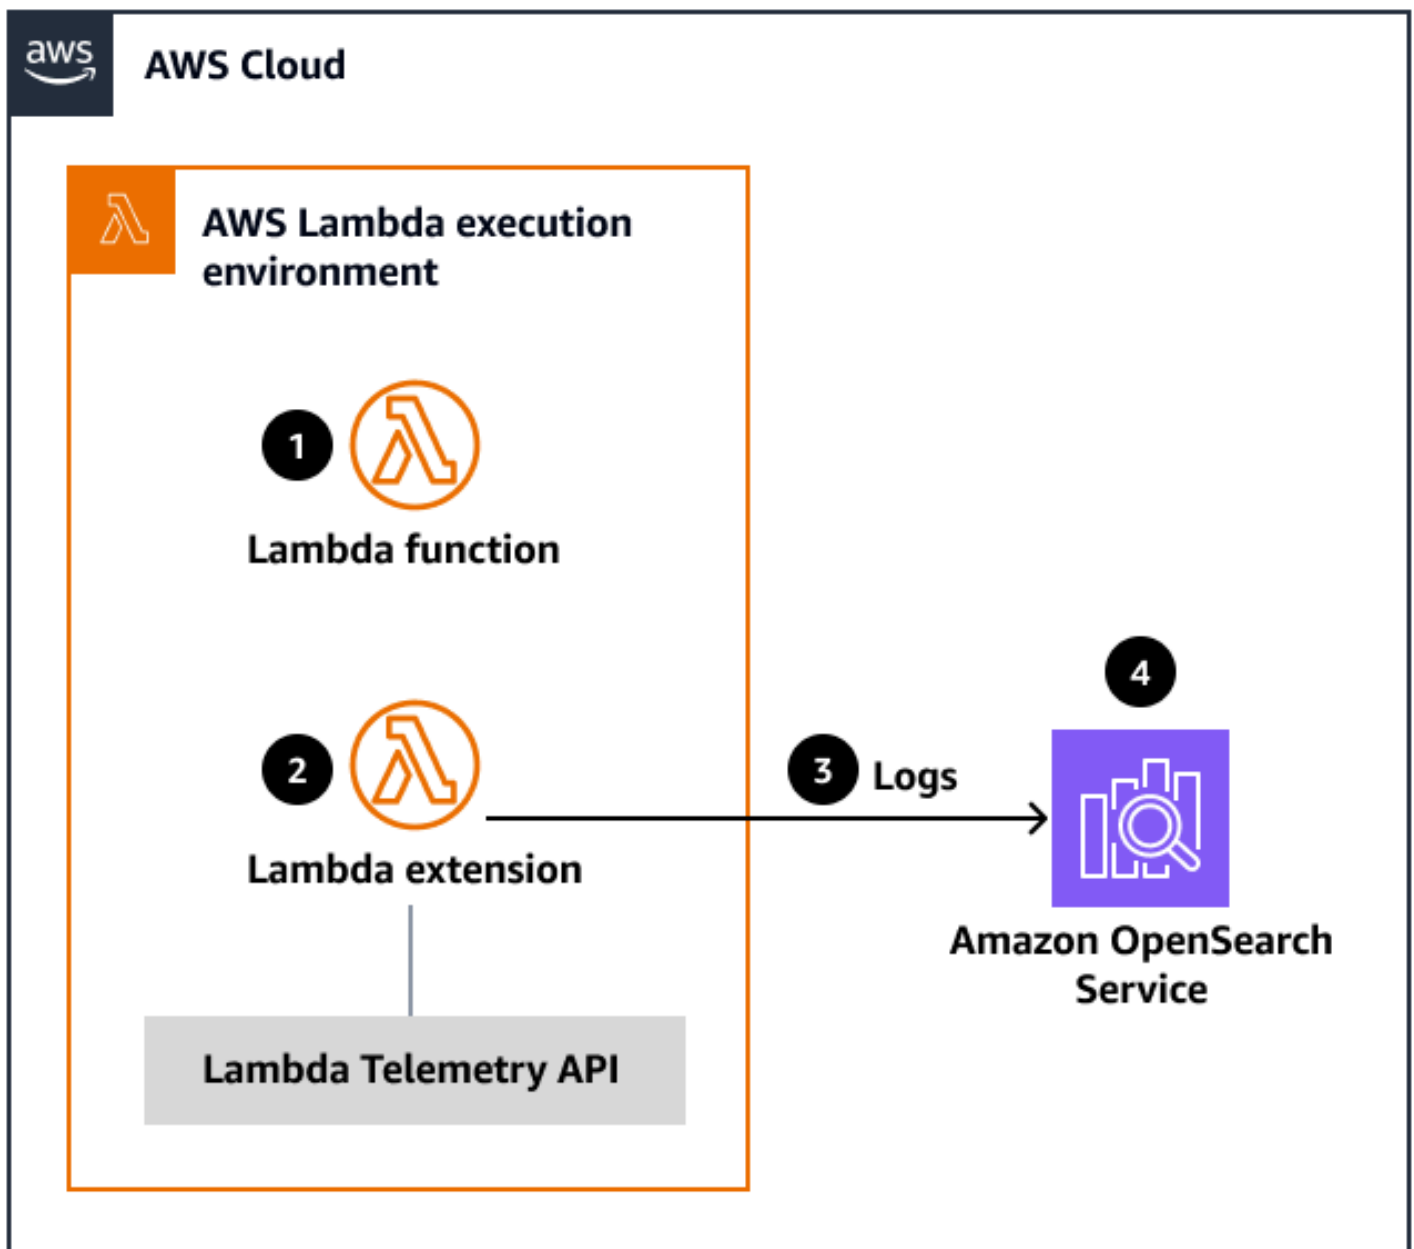 aws
AWS Cloud
AWS Lambda execution
environment
1
Lambda function
2
Lambda extension
Lambda Telemetry API
3 Logs
4
Amazon OpenSearch
Service